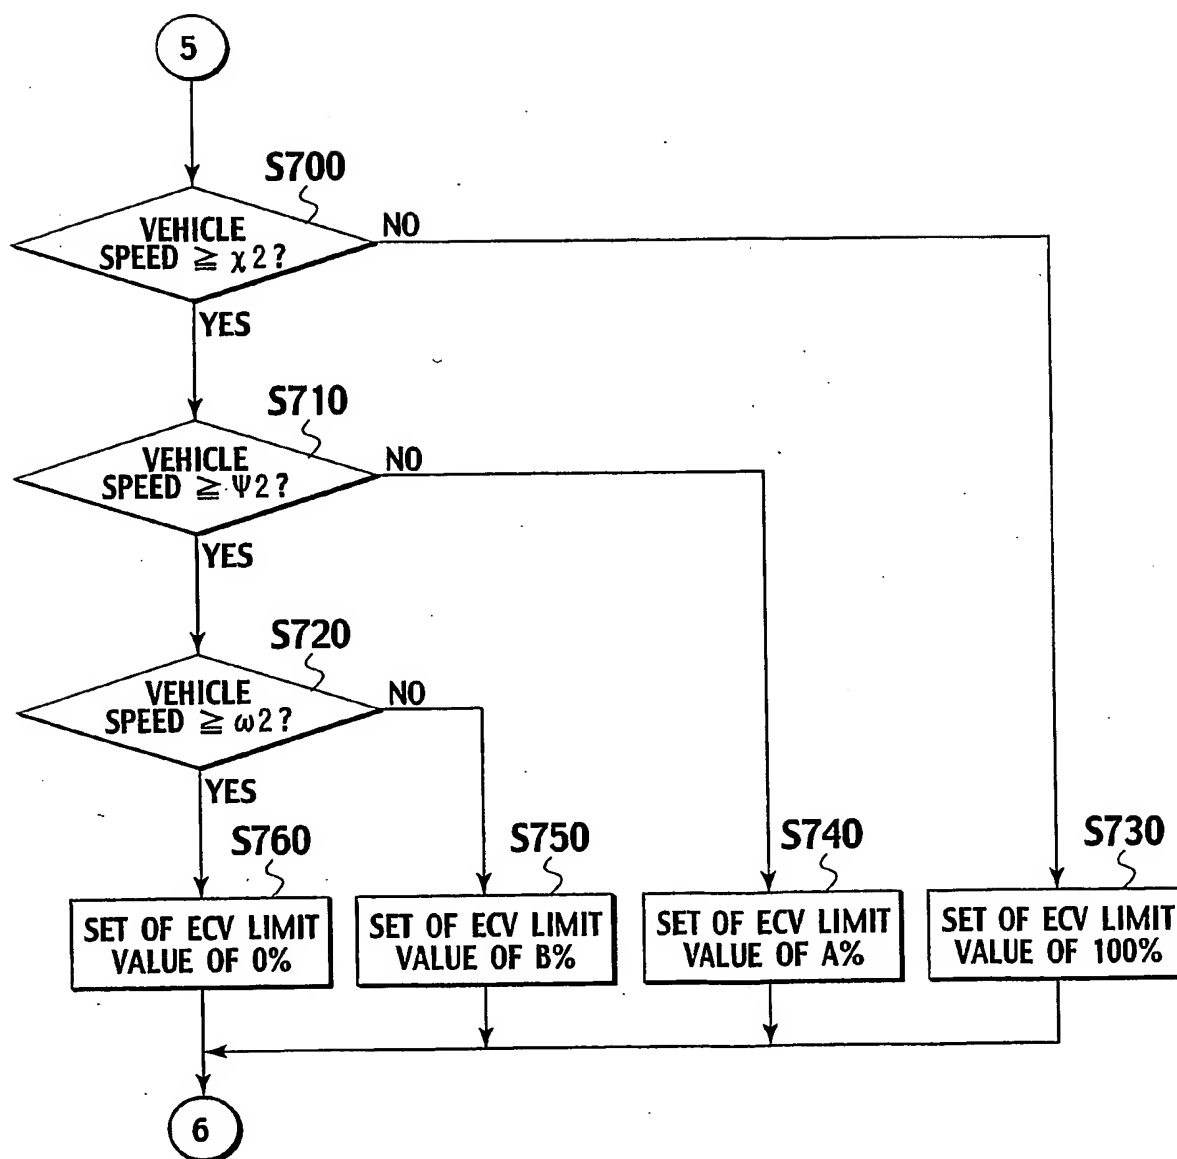 5
S700
VEHICLE
SPEED ≧ χ2?
NO
YES
S710
VEHICLE
SPEED ≧ Ψ2?
NO
YES
S720
VEHICLE
SPEED ≧ ω2?
NO
YES
S760
SET OF ECV LIMIT
VALUE OF 0%
S750
SET OF ECV LIMIT
VALUE OF B%
S740
SET OF ECV LIMIT
VALUE OF A%
S730
SET OF ECV LIMIT
VALUE OF 100%
6